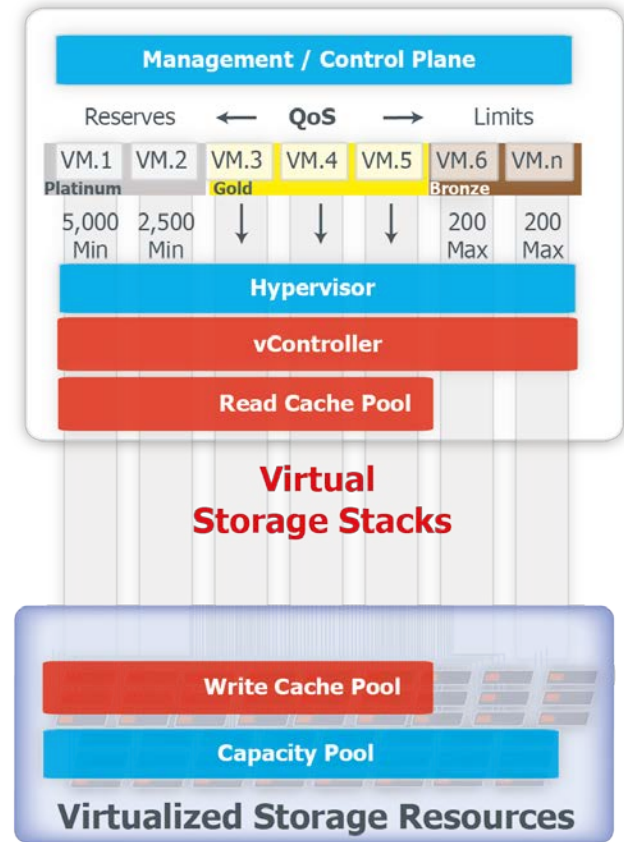 Management / Control Plane
Reserves ← QoS → Limits
VM.1 VM.2 VM.3 VM.4 VM.5 VM.6 VM.n
Platinum Gold Bronze
5,000 2,500 200 200
Min Min Max Max
Hypervisor
vController
Read Cache Pool
Virtual
Storage Stacks
Write Cache Pool
Capacity Pool
Virtualized Storage Resources